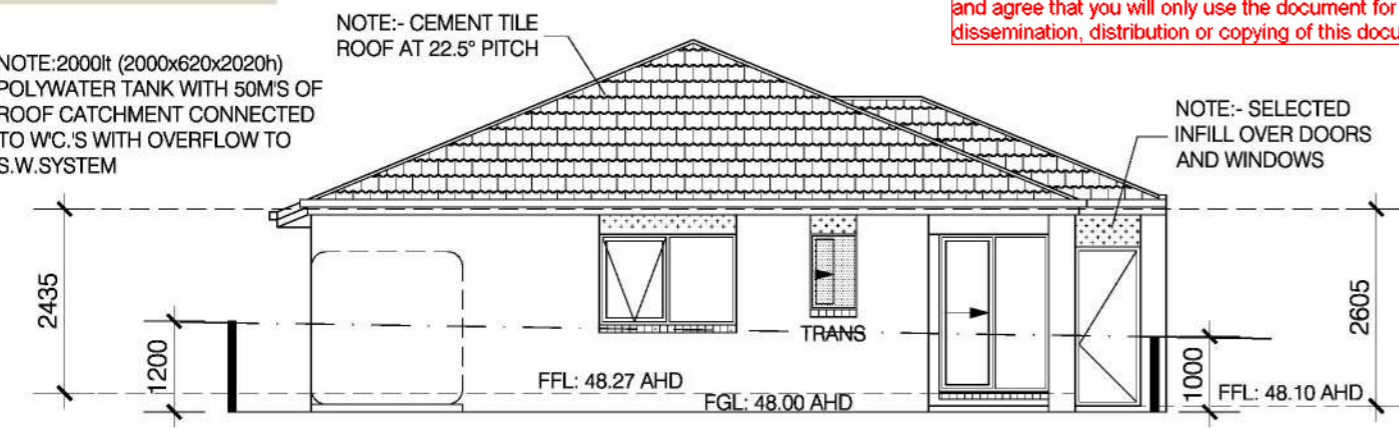 and agree that you will only use the document for
dissemination, distribution or copying of this
NOTE:- CEMENT TILE
ROOF AT 22.5° PITCH
NOTE:2000lt (2000x620x2020h)
POLYWATER TANK WITH 50M'S OF
ROOF CATCHMENT CONNECTED
TO W'C.'S WITH OVERFLOW TO
S.W.SYSTEM
NOTE:- SELECTED
INFILL OVER DOORS
AND WINDOWS
2435
1200
TRANS
FFL: 48.27 AHD
FGL: 48.00 AHD
1000
2605
FFL: 48.10 AHD